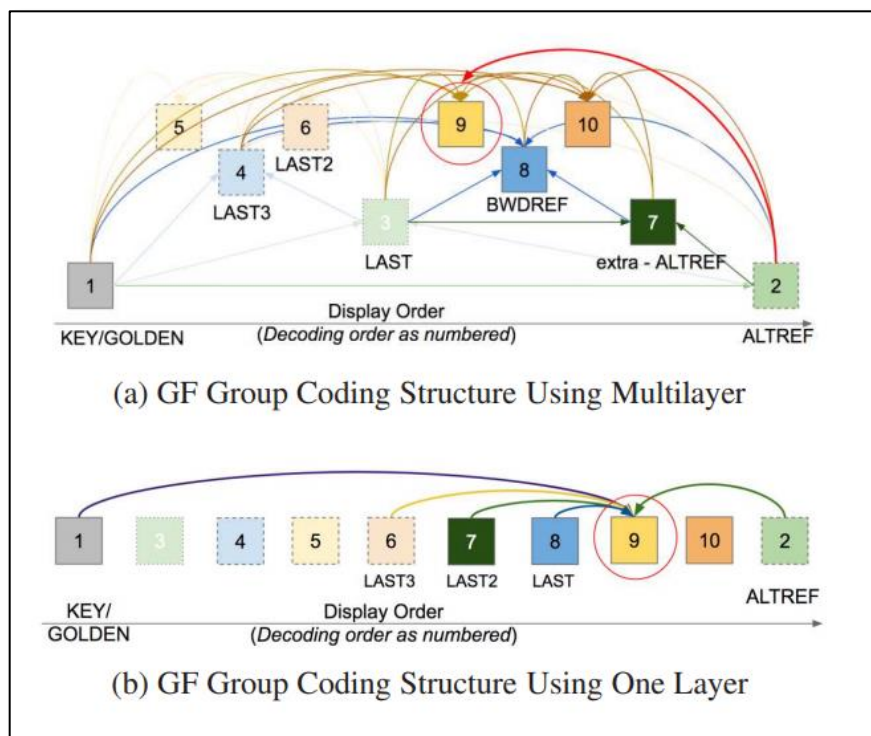 5
6
9
10
4
LAST2
8
LAST3
BWDREF
3
7
LAST
extra - ALTREF
1
2
Display Order
KEY/GOLDEN
(Decoding order as numbered)
ALTREF
(a) GF Group Coding Structure Using Multilayer
1 3 4 5 6 7 8 9 10 2
LAST3 LAST2 LAST
ALTREF
KEY/
GOLDEN
Display Order
(Decoding order as numbered)
(b) GF Group Coding Structure Using One Layer